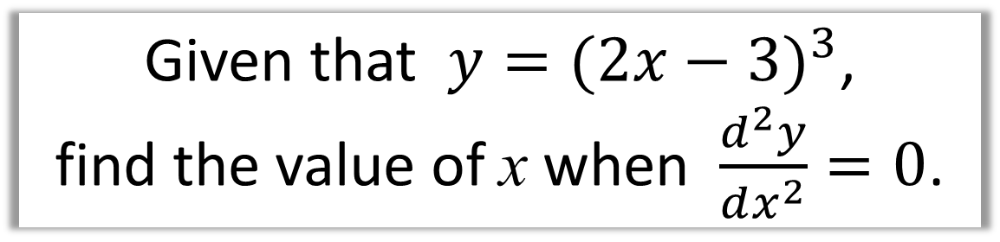 Given that y = (2x − 3)³,
find the value of x when d²y/dx² = 0.